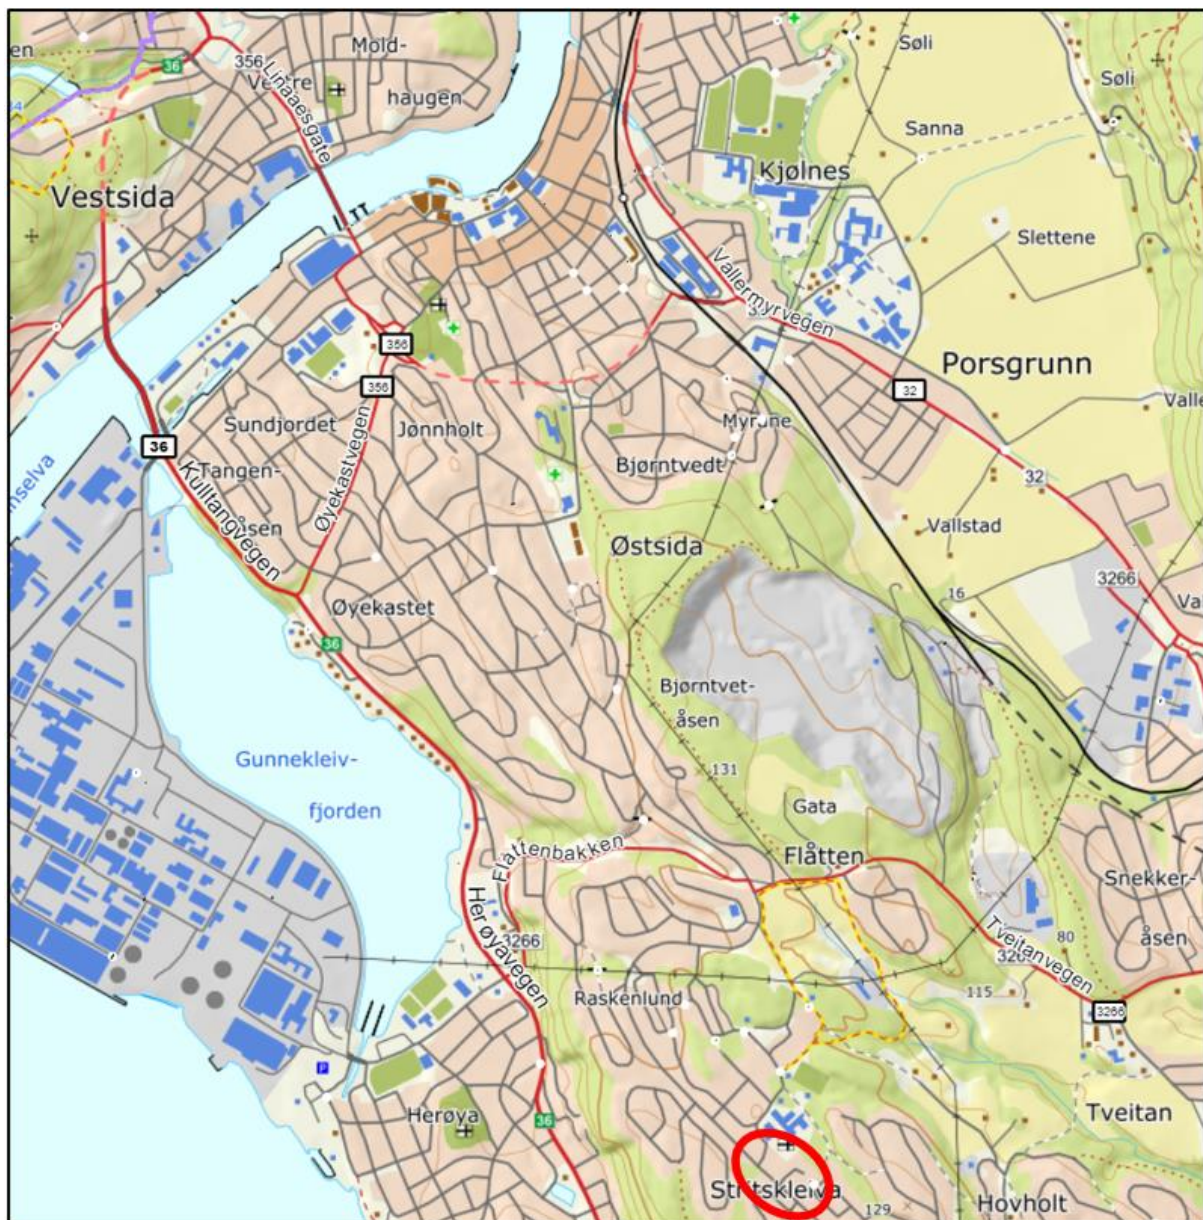 Mold-
haugen
356
36
Linaaesgate
Søli
Søli
Sanna
Kjølnes
Vestsida
Slettene
Vallermyrvegen
Porsgrunn
356
356
32
Sundjordet
Jønnholt
Myrene
Øyekastvegen
36
Kulltangvegen
Tangen-
åsen
Bjørntvedt
32
Vallstad
Østsida
3266
16
Øyekastet
36
Bjørntvet-
åsen
131
Gunnekleiv-
fjorden
Gata
Flåtten
Flåttenbakken
Snekker-
åsen
Herøyavegen
3266
Tveitanvegen
80
115
3266
Raskenlund
Herøya
P
36
Tveitan
Stritskleiva
129
Hovholt